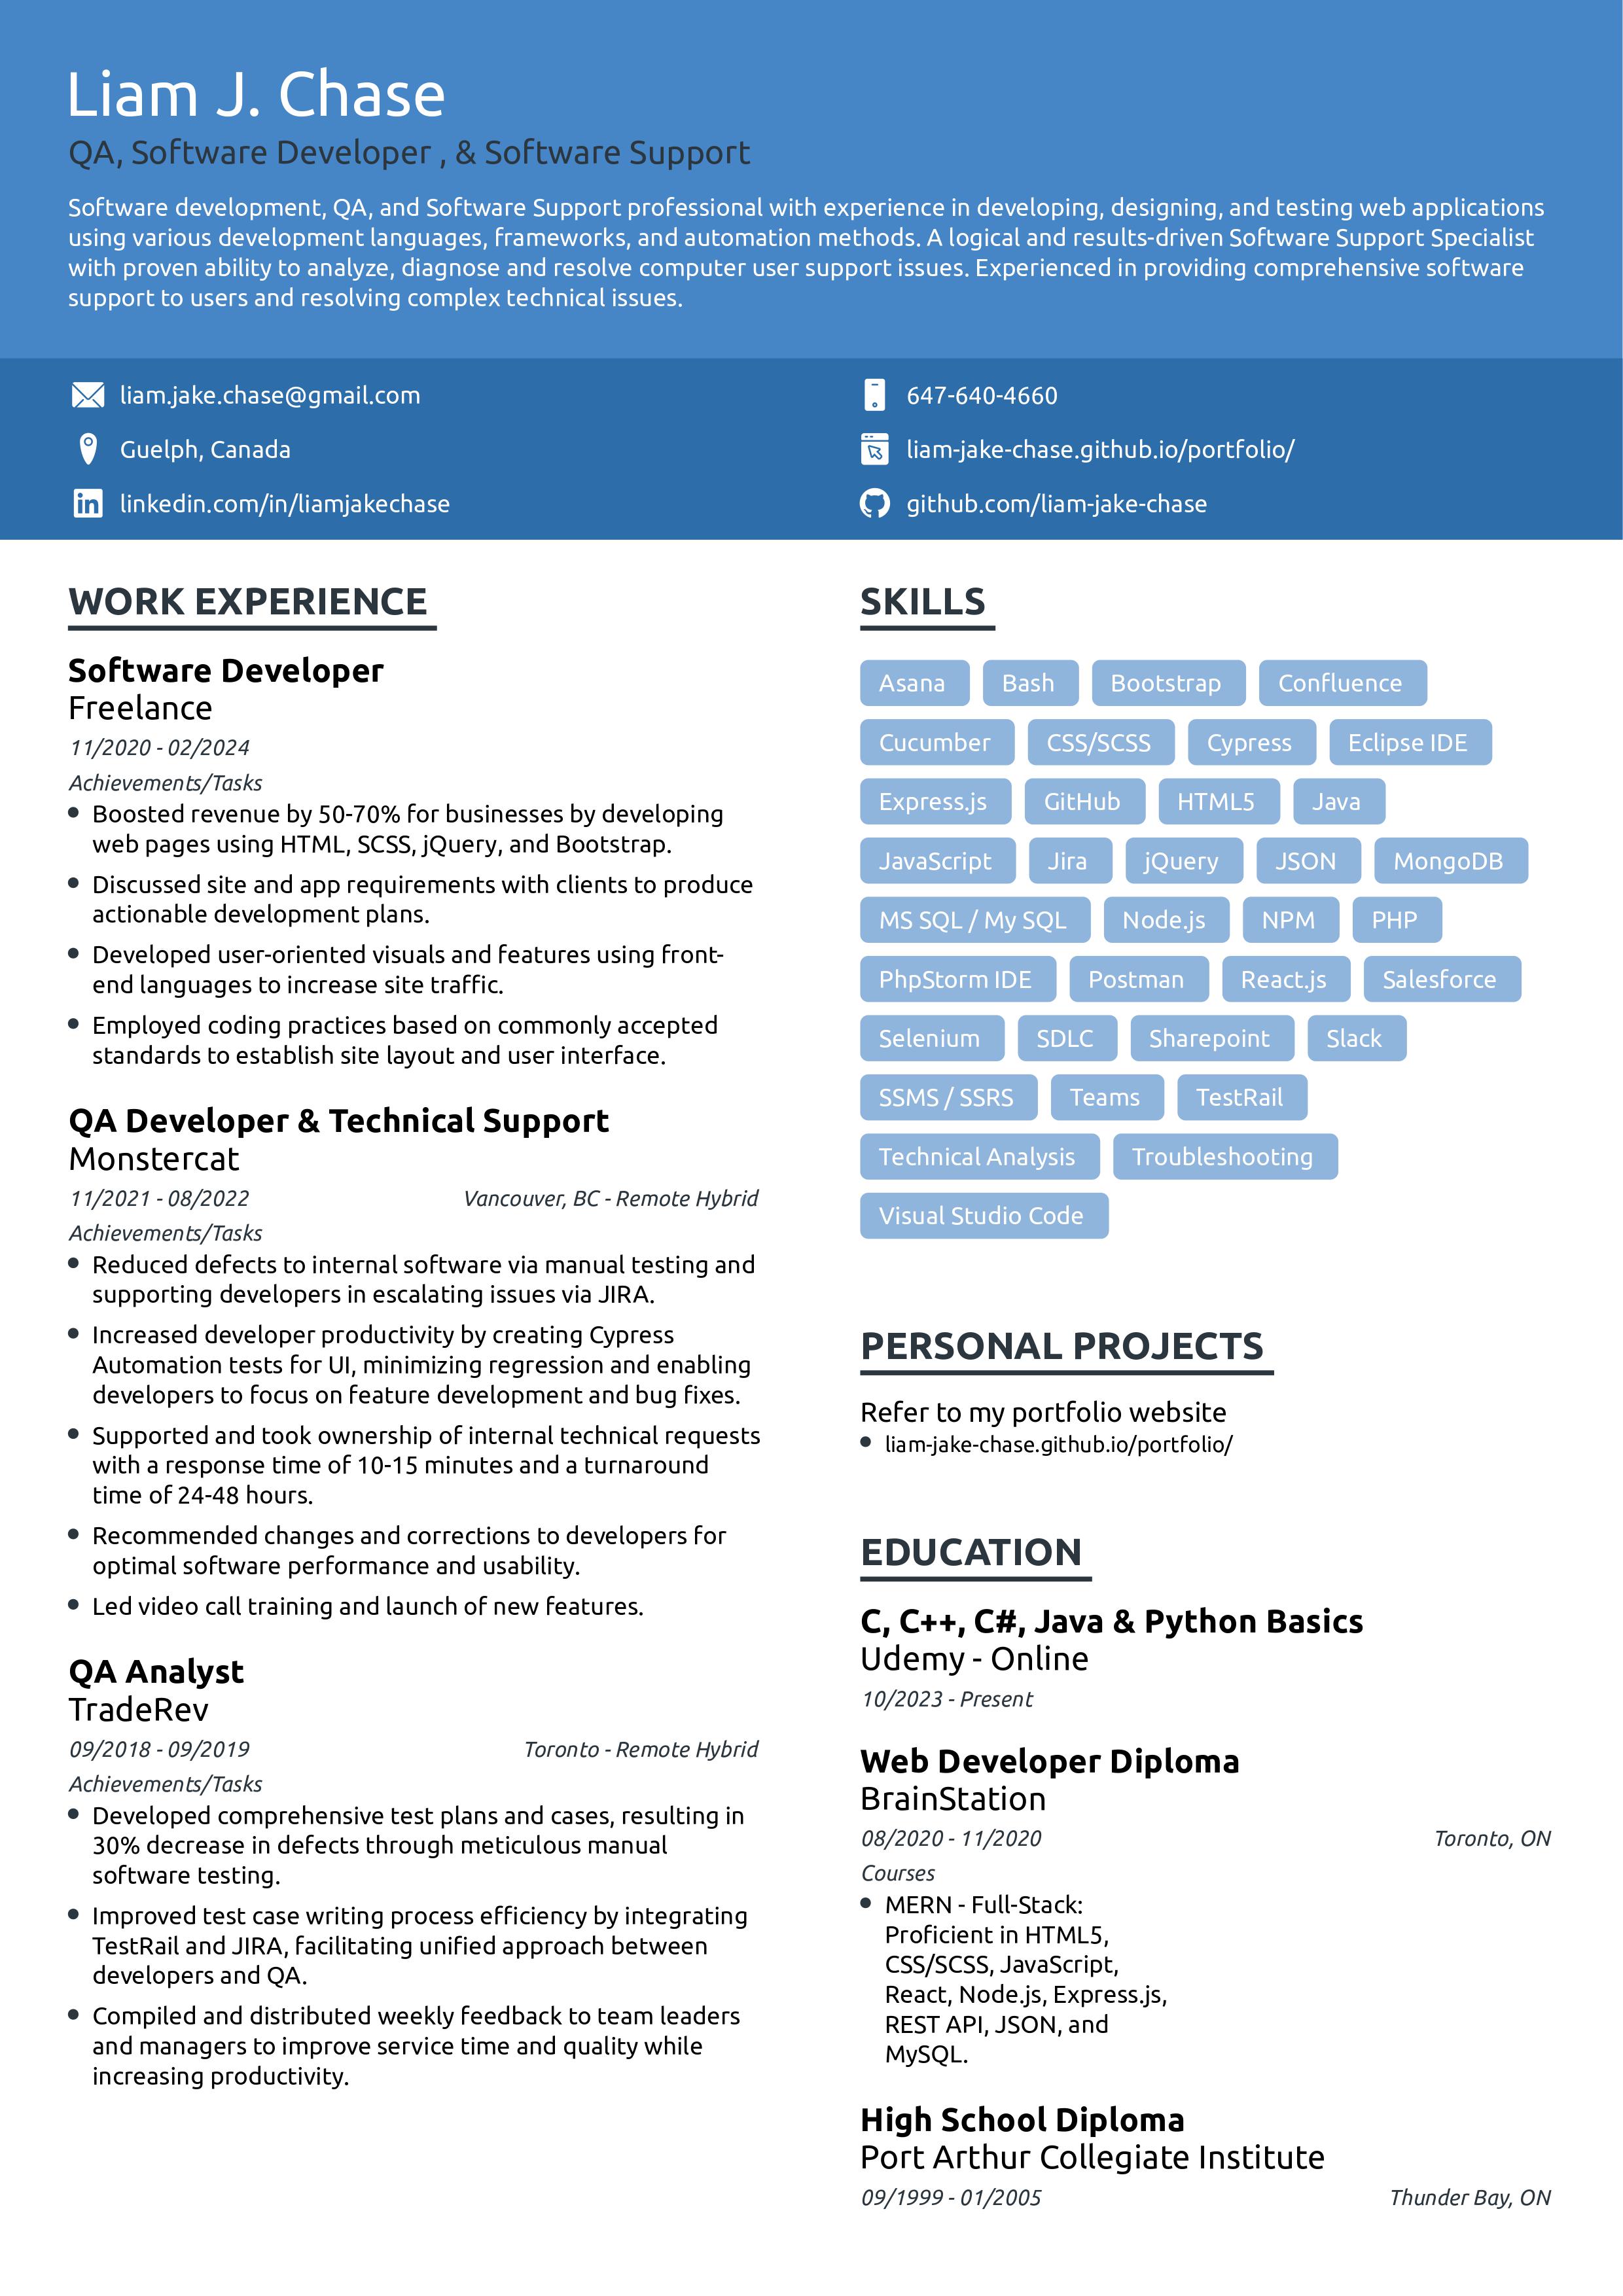 Liam J. Chase
QA, Software Developer , & Software Support
Software development, QA, and Software Support professional with experience in developing, designing, and testing web applications
using various development languages, frameworks, and automation methods. A logical and results-driven Software Support Specialist
with proven ability to analyze, diagnose and resolve computer user support issues. Experienced in providing comprehensive software
support to users and resolving complex technical issues.
liam.jake.chase@gmail.com
647-640-4660
Guelph, Canada
liam-jake-chase.github.io/portfolio/
linkedin.com/in/liamjakechase
github.com/liam-jake-chase
WORK EXPERIENCE
Software Developer
Freelance
11/2020 - 02/2024
Achievements/Tasks
Boosted revenue by 50-70% for businesses by developing
web pages using HTML, SCSS, jQuery, and Bootstrap.
Discussed site and app requirements with clients to produce
actionable development plans.
Developed user-oriented visuals and features using front-
end languages to increase site traffic.
Employed coding practices based on commonly accepted
standards to establish site layout and user interface.
QA Developer & Technical Support
Monstercat
11/2021 - 08/2022 Vancouver, BC - Remote Hybrid
Achievements/Tasks
Reduced defects to internal software via manual testing and
supporting developers in escalating issues via JIRA.
Increased developer productivity by creating Cypress
Automation tests for UI, minimizing regression and enabling
developers to focus on feature development and bug fixes.
Supported and took ownership of internal technical requests
with a response time of 10-15 minutes and a turnaround
time of 24-48 hours.
Recommended changes and corrections to developers for
optimal software performance and usability.
Led video call training and launch of new features.
QA Analyst
TradeRev
09/2018 - 09/2019 Toronto - Remote Hybrid
Achievements/Tasks
Developed comprehensive test plans and cases, resulting in
30% decrease in defects through meticulous manual
software testing.
Improved test case writing process efficiency by integrating
TestRail and JIRA, facilitating unified approach between
developers and QA.
Compiled and distributed weekly feedback to team leaders
and managers to improve service time and quality while
increasing productivity.
SKILLS
Asana Bash Bootstrap Confluence
Cucumber CSS/SCSS Cypress Eclipse IDE
Express.js GitHub HTML5 Java
JavaScript Jira jQuery JSON MongoDB
MS SQL / My SQL Node.js NPM PHP
PhpStorm IDE Postman React.js Salesforce
Selenium SDLC Sharepoint Slack
SSMS / SSRS Teams TestRail
Technical Analysis Troubleshooting
Visual Studio Code
PERSONAL PROJECTS
Refer to my portfolio website
liam-jake-chase.github.io/portfolio/
EDUCATION
C, C++, C#, Java & Python Basics
Udemy - Online
10/2023 - Present
Web Developer Diploma
BrainStation
08/2020 - 11/2020 Toronto, ON
Courses
MERN - Full-Stack:
Proficient in HTML5,
CSS/SCSS, JavaScript,
React, Node.js, Express.js,
REST API, JSON, and
MySQL.
High School Diploma
Port Arthur Collegiate Institute
09/1999 - 01/2005 Thunder Bay, ON